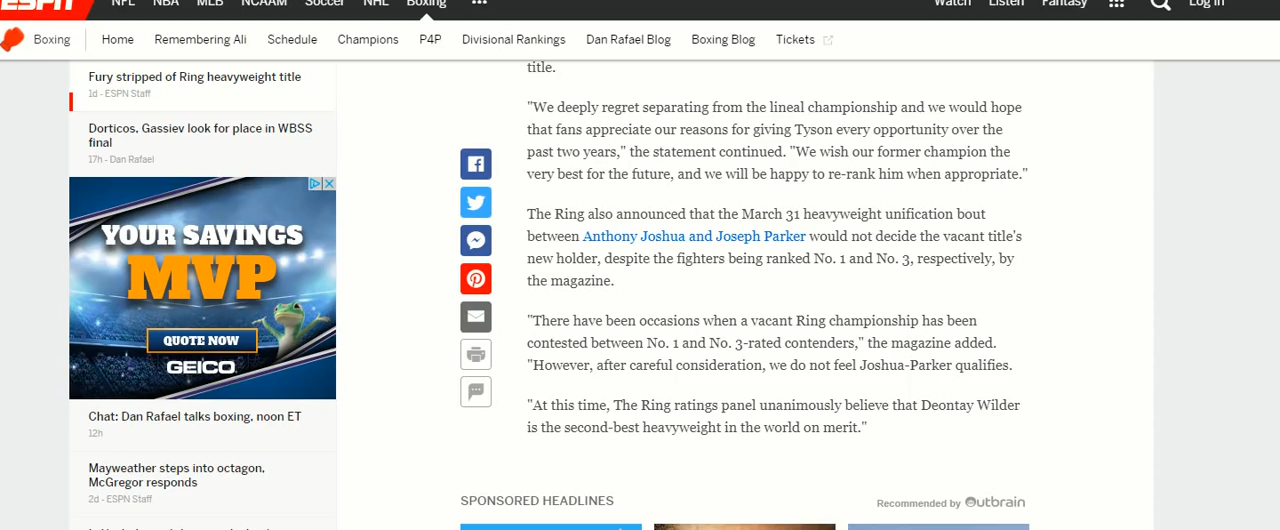 ESPN NFL NBA MLB NCAAM Soccer NHL Boxing ... Watch Listen Fantasy Log In
Boxing Home Remembering Ali Schedule Champions P4P Divisional Rankings Dan Rafael Blog Boxing Blog Tickets
Fury stripped of Ring heavyweight title
1d - ESPN Staff
Dorticos, Gassiev look for place in WBSS
final
17h - Dan Rafael
YOUR SAVINGS
MVP
QUOTE NOW
GEICO
Chat: Dan Rafael talks boxing, noon ET
12h
Mayweather steps into octagon,
McGregor responds
2d - ESPN Staff
title.
"We deeply regret separating from the lineal championship and we would hope
that fans appreciate our reasons for giving Tyson every opportunity over the
past two years," the statement continued. "We wish our former champion the
very best for the future, and we will be happy to re-rank him when appropriate."
The Ring also announced that the March 31 heavyweight unification bout
between Anthony Joshua and Joseph Parker would not decide the vacant title's
new holder, despite the fighters being ranked No. 1 and No. 3, respectively, by
the magazine.
"There have been occasions when a vacant Ring championship has been
contested between No. 1 and No. 3-rated contenders," the magazine added.
"However, after careful consideration, we do not feel Joshua-Parker qualifies.
"At this time, The Ring ratings panel unanimously believe that Deontay Wilder
is the second-best heavyweight in the world on merit."
SPONSORED HEADLINES
Recommended by Outbrain